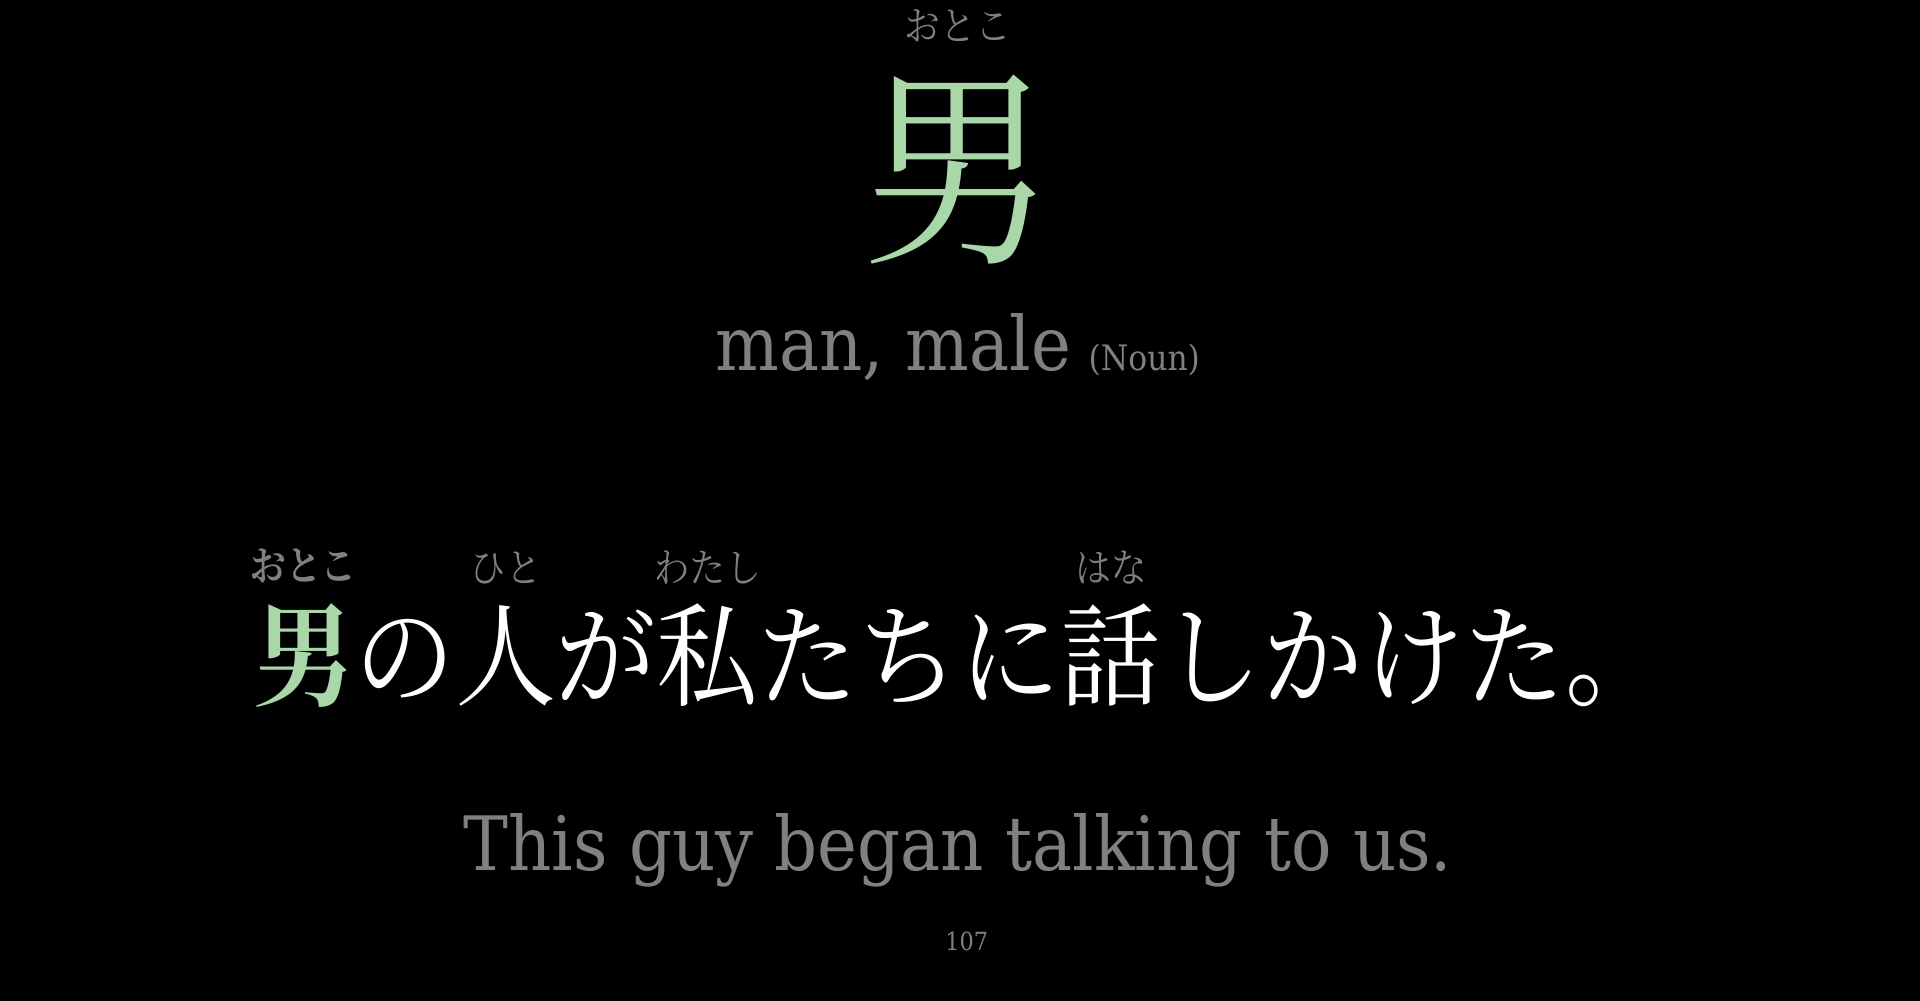 おとこ
男
man, male (Noun)
おとこ ひと わたし はな
男の人が私たちに話しかけた。
This guy began talking to us.
107